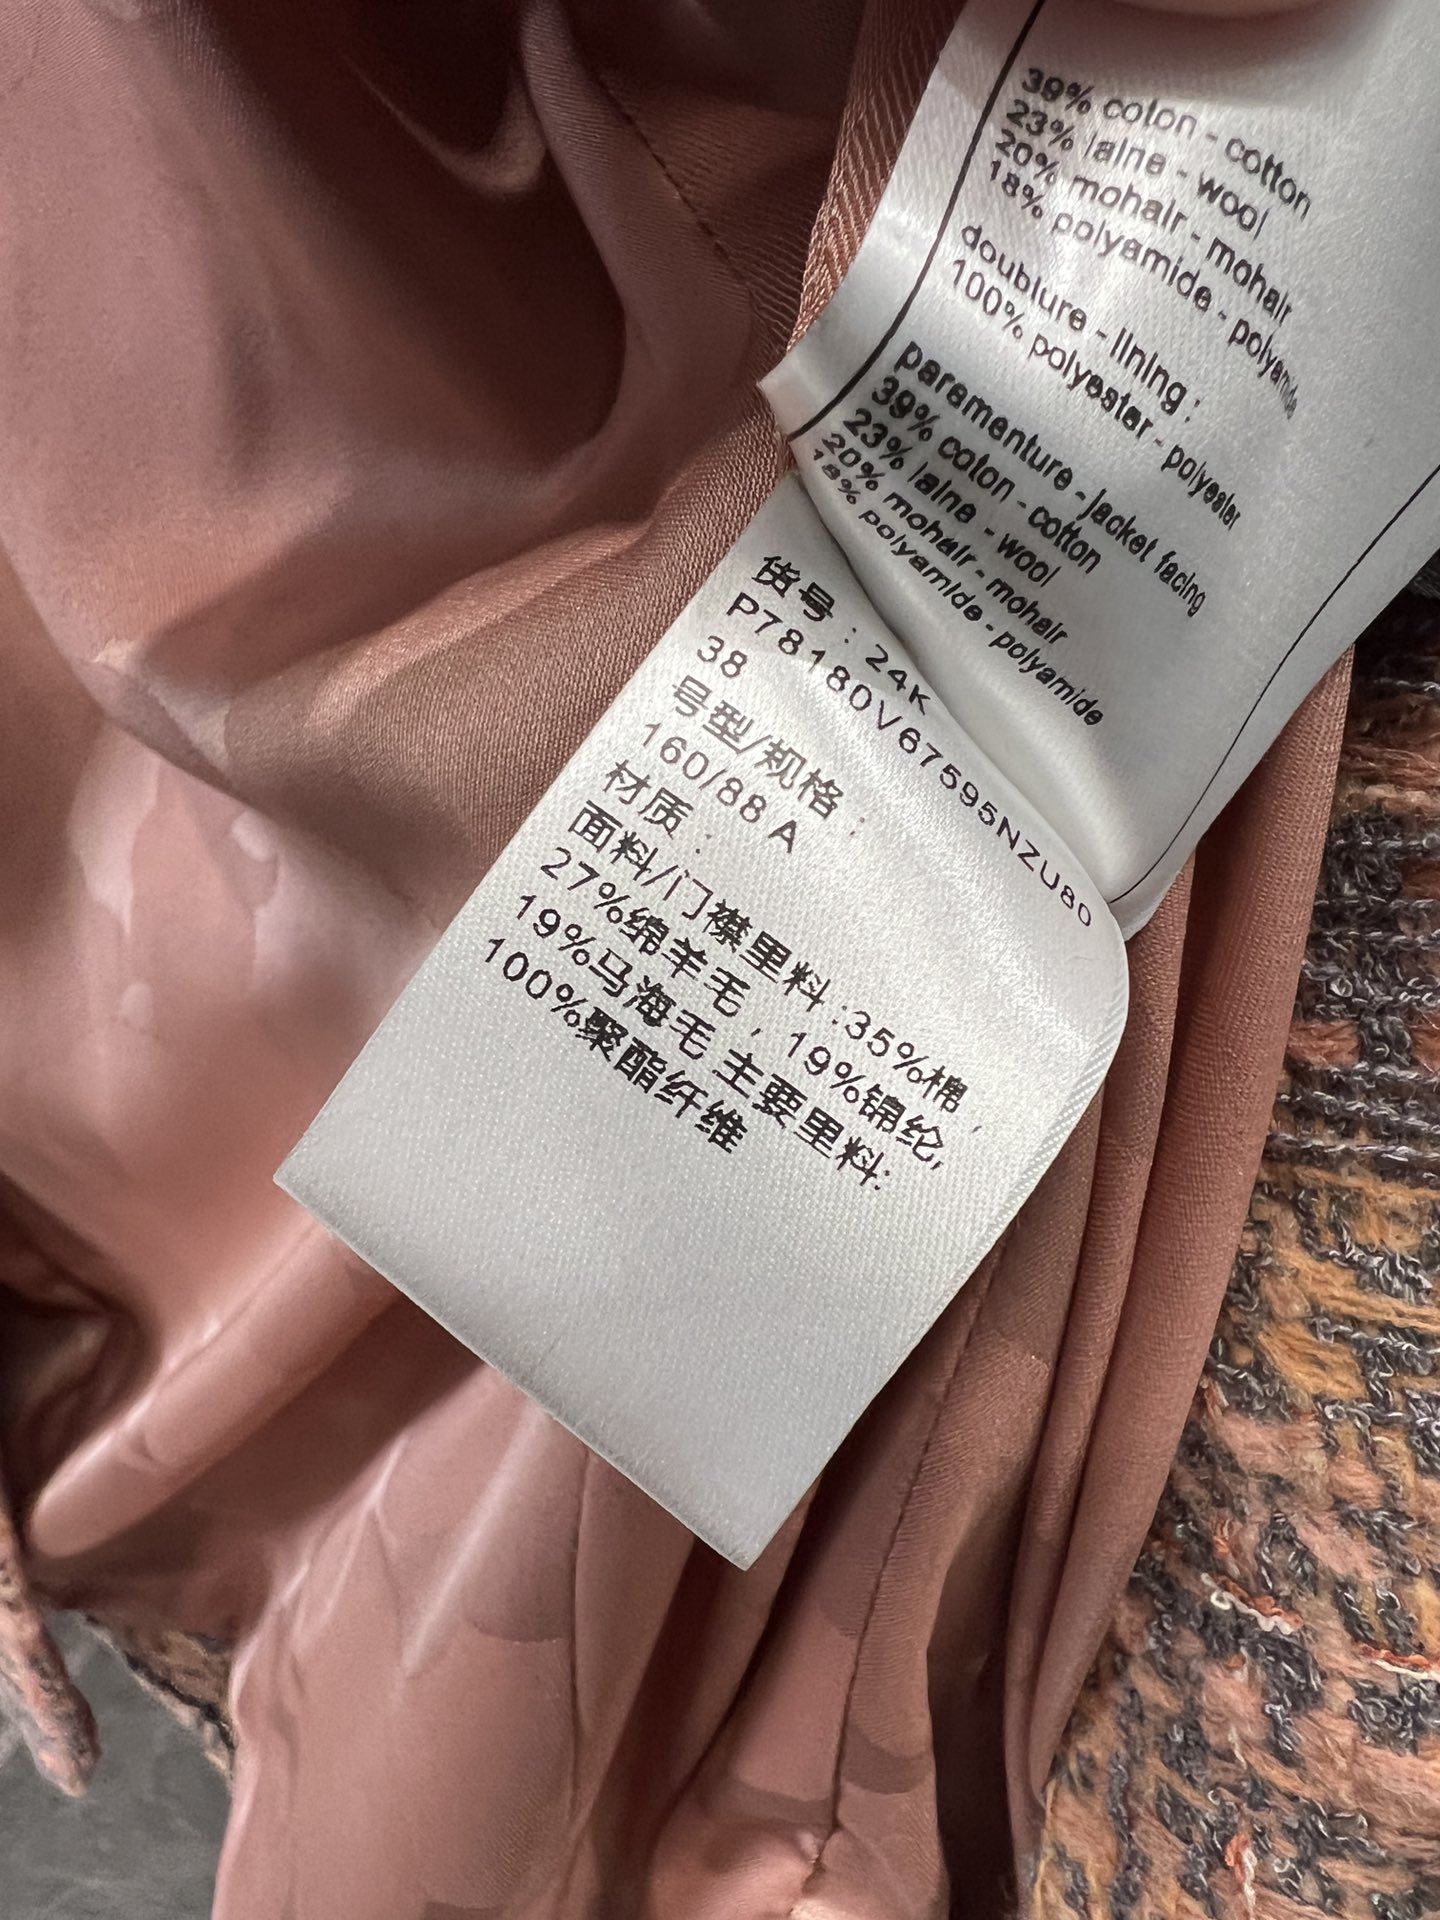 39% coton - cotton
23% laine - wool
20% mohair - mohair
18% polyamide - polyamide
doublure - lining :
100% polyester - polyester
parementure - jacket facing
39% coton - cotton
23% laine - wool
20% mohair - mohair
18% polyamide - polyamide
货号 : 24K
P78180V67595NZU80
38
号型/规格 :
160/88 A
材质 :
面料/门襟里料 :35%棉 ,
27%绵羊毛 , 19%锦纶,
19%马海毛 主要里料:
100%聚酯纤维